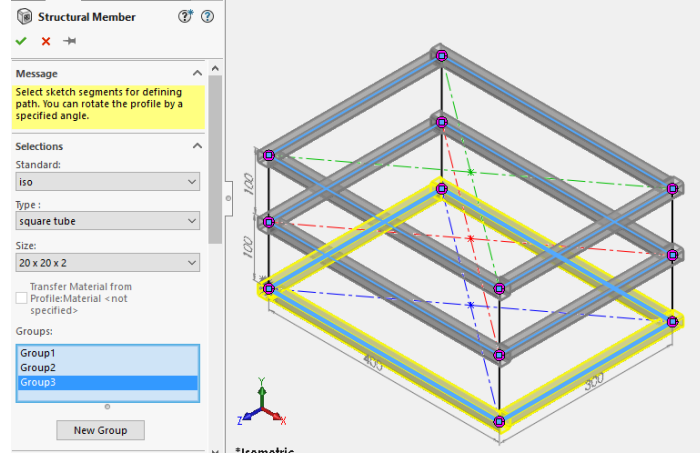 Structural Member
Message
Select sketch segments for defining
path. You can rotate the profile by a
specified angle.
Selections
Standard:
iso
Type :
square tube
Size:
20 x 20 x 2
Transfer Material from
Profile:Material <not
specified>
Groups:
Group1
Group2
Group3
New Group
100
100
400
300
Y
Z
X
*Isometric